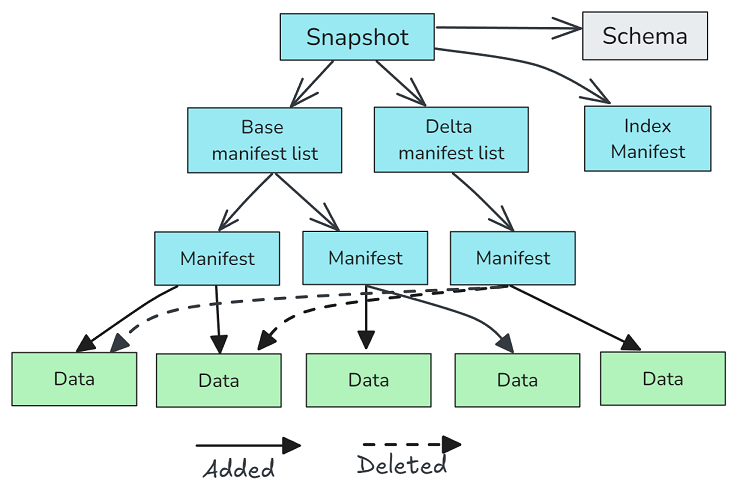 Snapshot
Schema
Base
manifest list
Delta
manifest list
Index
Manifest
Manifest
Manifest
Manifest
Data
Data
Data
Data
Data
Added
Deleted